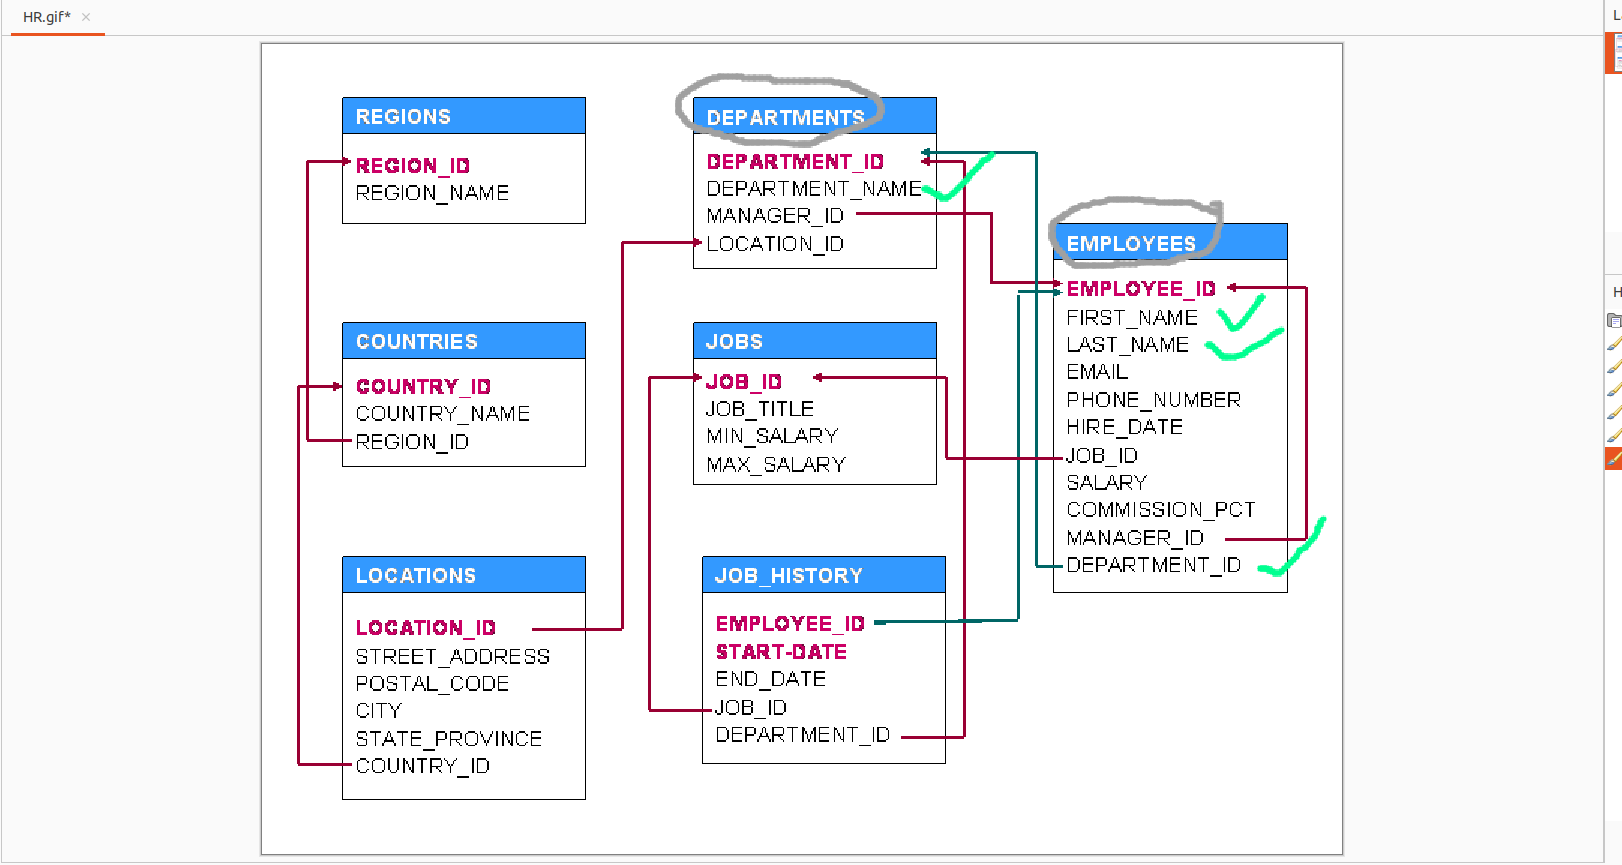 HR.gif*
REGIONS
REGION_ID
REGION_NAME
DEPARTMENTS
DEPARTMENT_ID
DEPARTMENT_NAME
MANAGER_ID
LOCATION_ID
EMPLOYEES
EMPLOYEE_ID
FIRST_NAME
LAST_NAME
EMAIL
PHONE_NUMBER
HIRE_DATE
JOB_ID
SALARY
COMMISSION_PCT
MANAGER_ID
DEPARTMENT_ID
COUNTRIES
COUNTRY_ID
COUNTRY_NAME
REGION_ID
JOBS
JOB_ID
JOB_TITLE
MIN_SALARY
MAX_SALARY
LOCATIONS
LOCATION_ID
STREET_ADDRESS
POSTAL_CODE
CITY
STATE_PROVINCE
COUNTRY_ID
JOB_HISTORY
EMPLOYEE_ID
START-DATE
END_DATE
JOB_ID
DEPARTMENT_ID